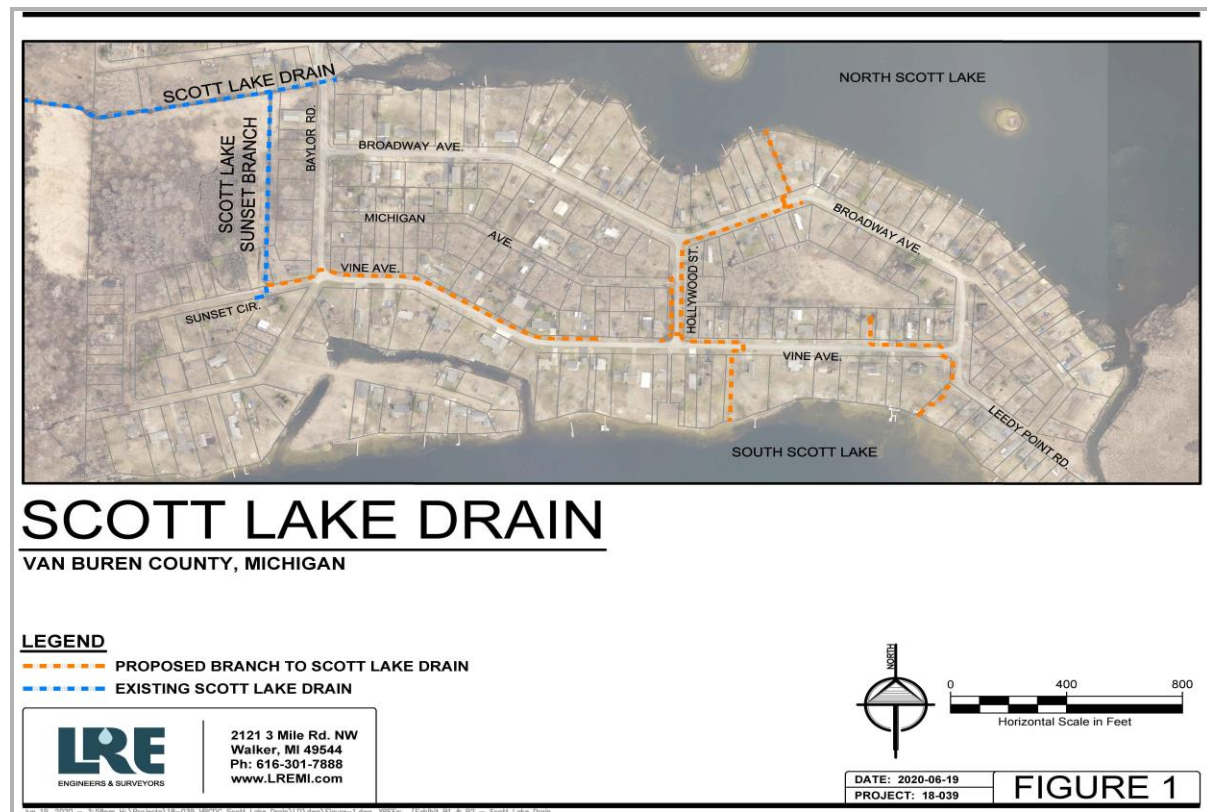 SCOTT LAKE DRAIN
NORTH SCOTT LAKE
SCOTT LAKE
SUNSET BRANCH
BAYLOR RD.
BROADWAY AVE.
MICHIGAN
AVE.
BROADWAY AVE.
HOLLYWOOD ST.
VINE AVE.
SUNSET CIR.
VINE AVE.
LEEDY POINT RD.
SOUTH SCOTT LAKE
SCOTT LAKE DRAIN
VAN BUREN COUNTY, MICHIGAN
LEGEND
PROPOSED BRANCH TO SCOTT LAKE DRAIN
EXISTING SCOTT LAKE DRAIN
NORTH
0 400 800
Horizontal Scale in Feet
LRE
ENGINEERS & SURVEYORS
2121 3 Mile Rd. NW
Walker, MI 49544
Ph: 616-301-7888
www.LREMI.com
DATE: 2020-06-19
PROJECT: 18-039
FIGURE 1